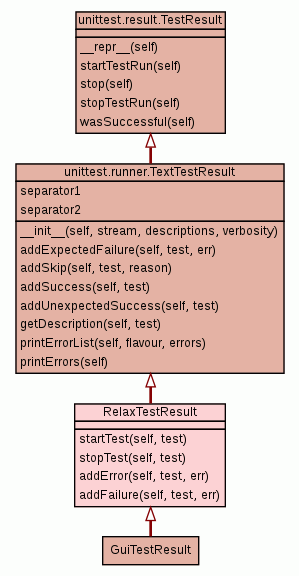 unittest.result.TestResult
__repr__(self)
startTestRun(self)
stop(self)
stopTestRun(self)
wasSuccessful(self)
unittest.runner.TextTestResult
separator1
separator2
__init__(self, stream, descriptions, verbosity)
addExpectedFailure(self, test, err)
addSkip(self, test, reason)
addSuccess(self, test)
addUnexpectedSuccess(self, test)
getDescription(self, test)
printErrorList(self, flavour, errors)
printErrors(self)
RelaxTestResult
startTest(self, test)
stopTest(self, test)
addError(self, test, err)
addFailure(self, test, err)
GuiTestResult